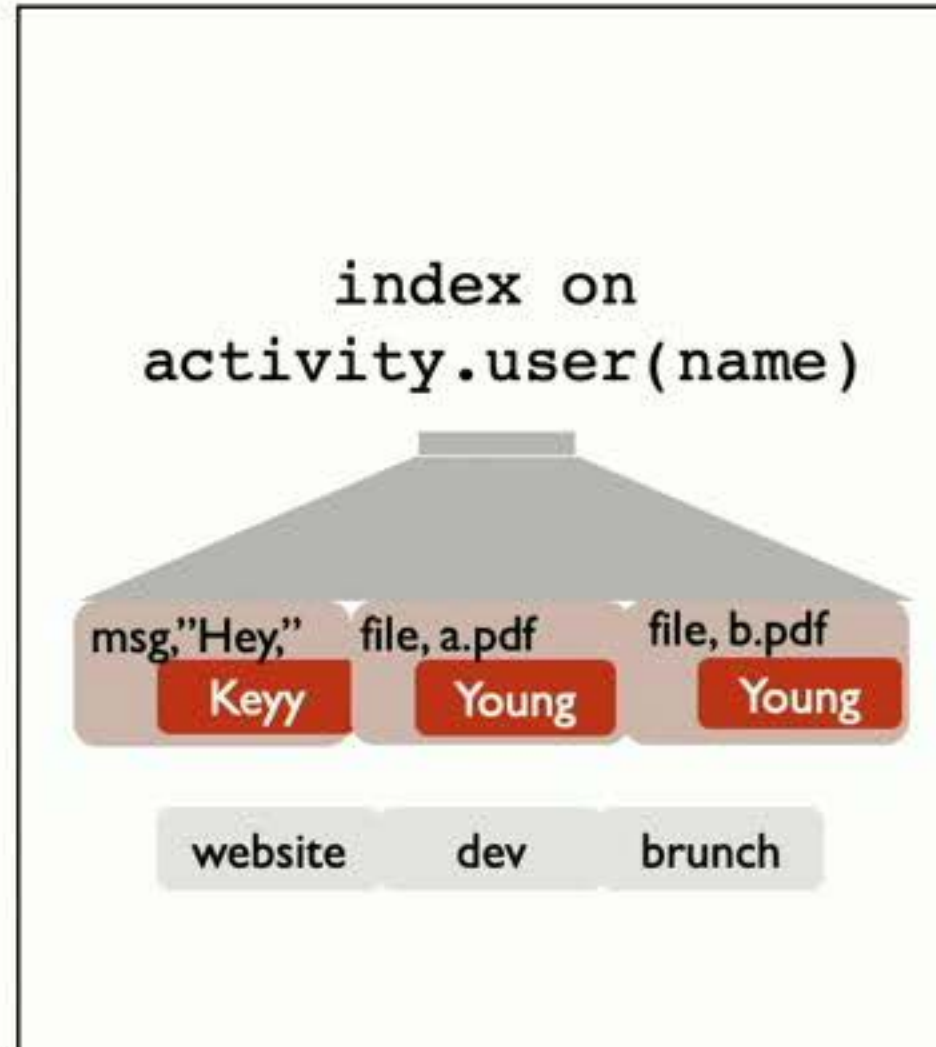 index on
activity.user(name)
msg,”Hey,” file, a.pdf file, b.pdf
Keyy Young Young
website dev brunch